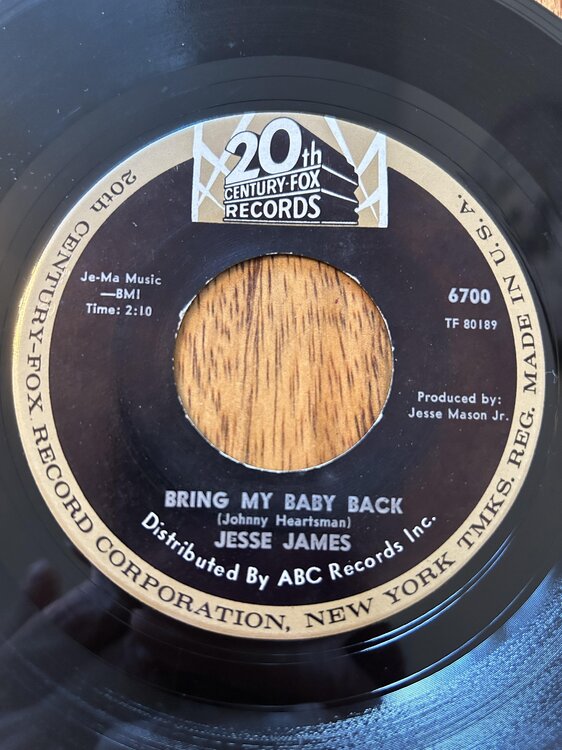 20th
CENTURY-FOX
RECORDS
Je-Ma Music
—BMI
Time: 2:10
6700
TF 80189
Produced by:
Jesse Mason Jr.
BRING MY BABY BACK
(Johnny Heartsman)
JESSE JAMES
Distributed By ABC Records Inc.
20th CENTURY-FOX RECORD CORPORATION, NEW YORK TMKS. REG. MADE IN U.S.A.